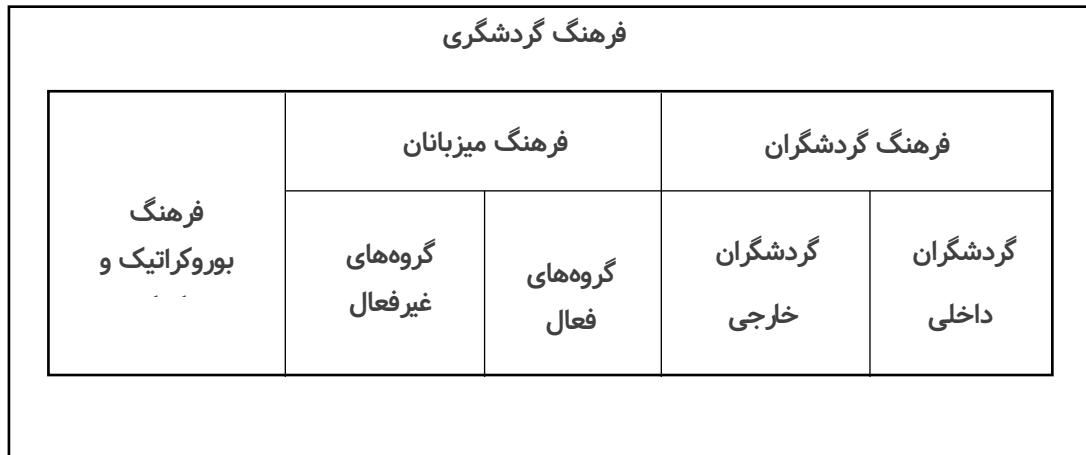 فرهنگ گردشگری
فرهنگ گردشگران
فرهنگ میزبانان
فرهنگ
بوروکراتیک و
گردشگران
داخلی
گردشگران
خارجی
گروه‌های
فعال
گروه‌های
غیرفعال